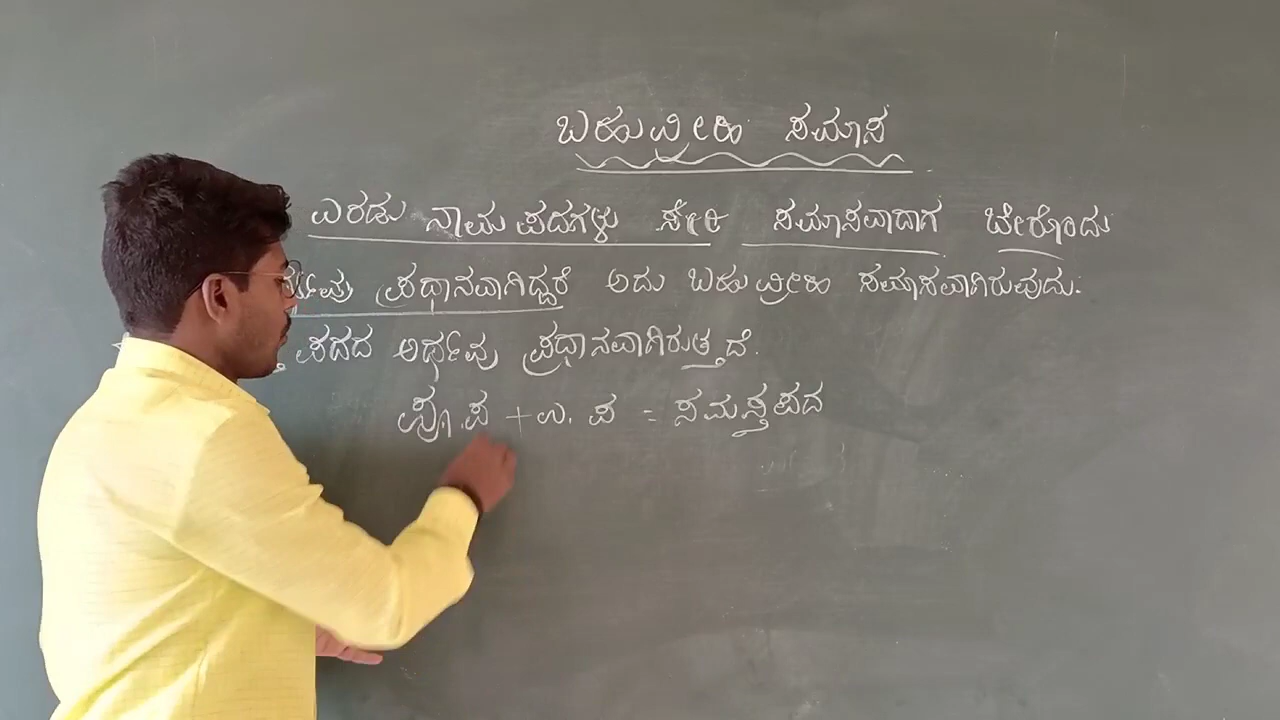 ಬಹುವ್ರೀಹಿ ಸಮಾಸ
ಎರಡು ನಾಮ ಪದಗಳು ಸೇರಿ ಸಮಾಸವಾದಾಗ ಬೇರೊಂದು
ಪ್ರಧಾನವಾಗಿದ್ದರೆ ಅದು ಬಹುವ್ರೀಹಿ ಸಮಾಸವಾಗಿರುವುದು.
ಪದದ ಅರ್ಥವು ಪ್ರಧಾನವಾಗಿರುತ್ತದೆ.
ಪೂ.ಪ + ಉ. ಪ = ಸಮಸ್ತಪದ